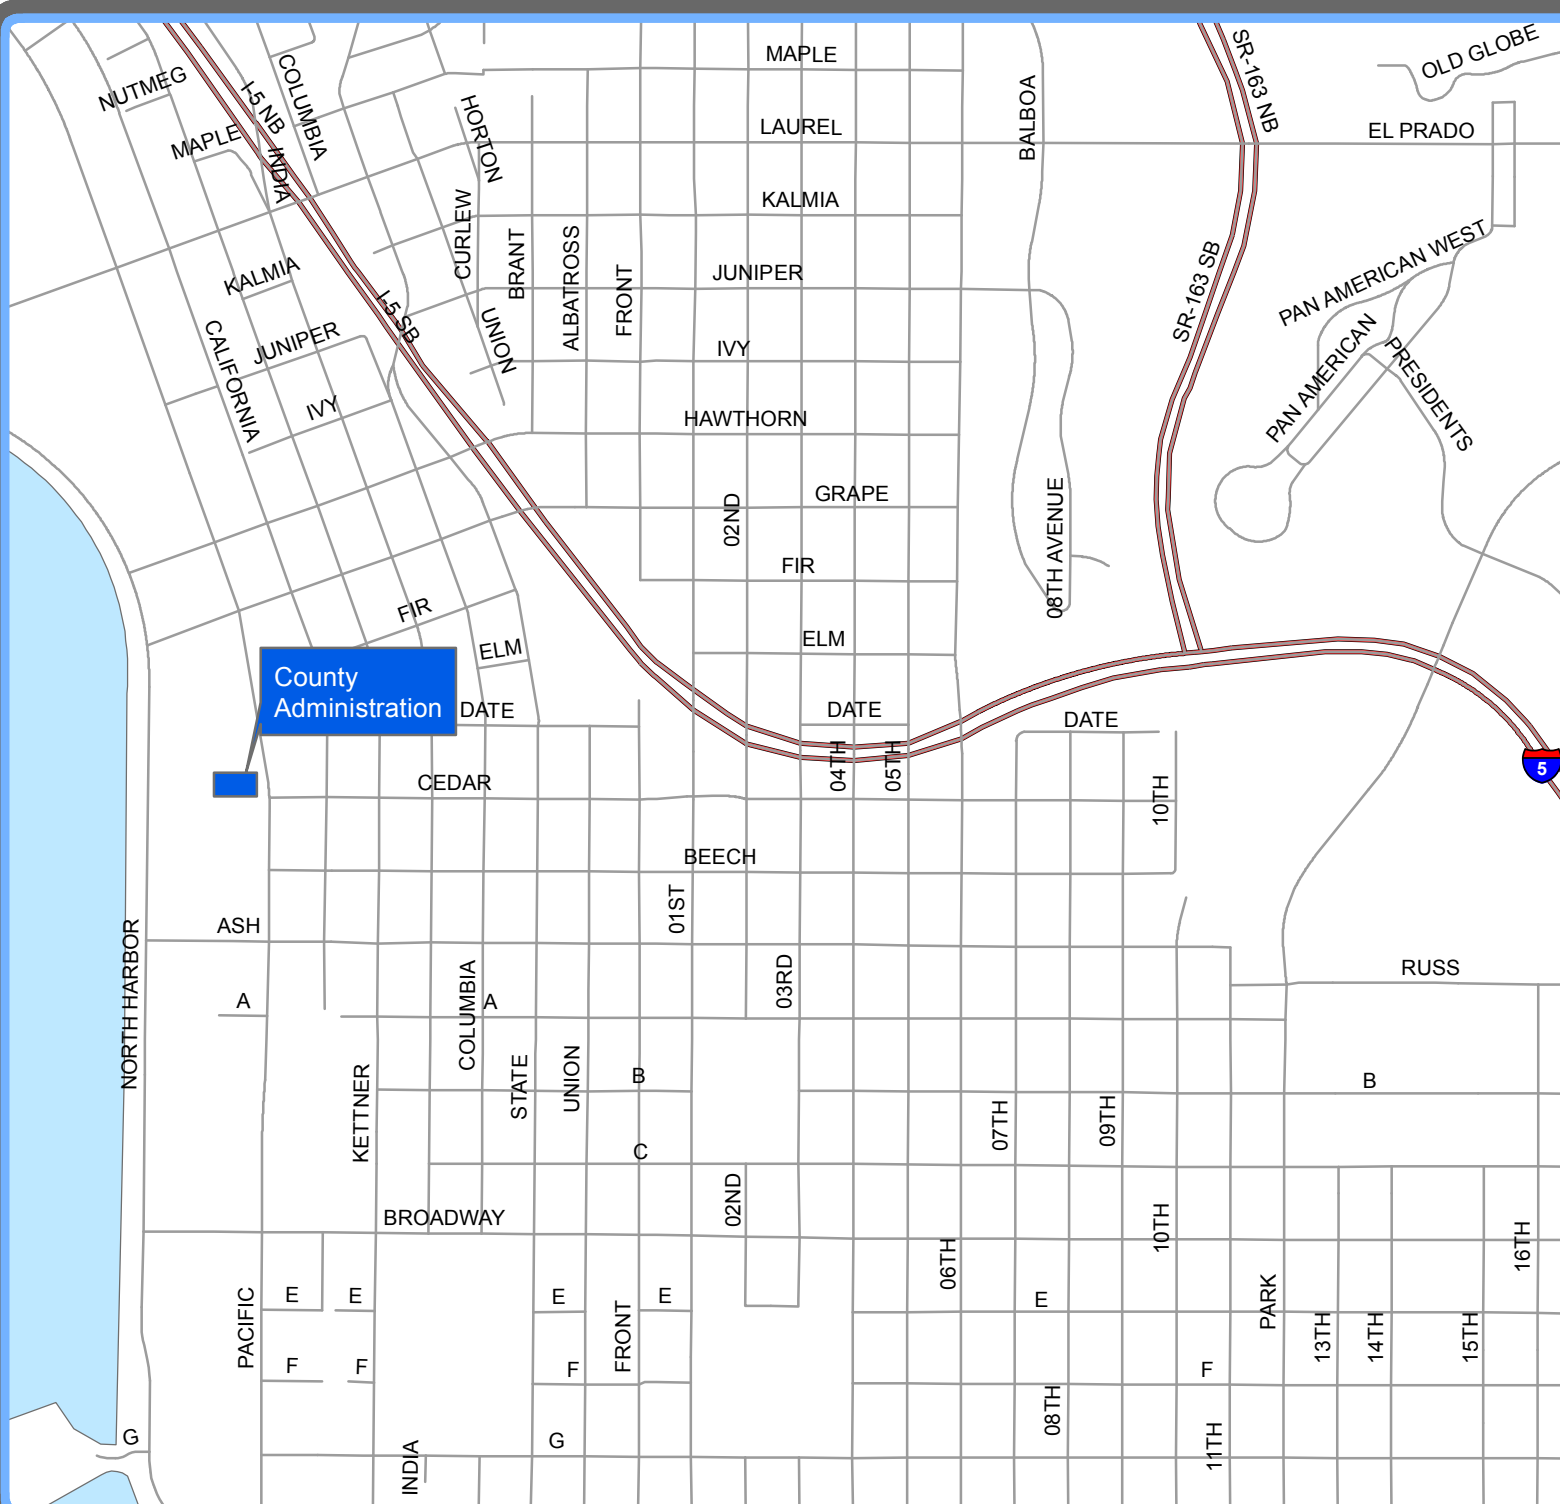 OLD GLOBE
MAPLE
SR-163 NB
NUTMEG
I-5 NB
COLUMBIA
BALBOA
LAUREL
EL PRADO
MAPLE
HORTON
INDIA
KALMIA
CURLEW
BRANT
ALBATROSS
FRONT
PAN AMERICAN WEST
KALMIA
JUNIPER
SR-163 SB
I-5 SB
CALIFORNIA
JUNIPER
UNION
IVY
PAN AMERICAN
PRESIDENTS
IVY
HAWTHORN
GRAPE
02ND
08TH AVENUE
FIR
FIR
ELM
ELM
County
Administration
DATE
DATE
DATE
04TH
05TH
5
CEDAR
10TH
BEECH
01ST
ASH
NORTH HARBOR
RUSS
03RD
COLUMBIA
A
A
KETTNER
STATE
UNION
B
B
07TH
09TH
C
02ND
BROADWAY
10TH
16TH
06TH
PACIFIC
E
E
E
E
E
FRONT
PARK
13TH
14TH
15TH
F
F
F
F
08TH
G
G
INDIA
11TH